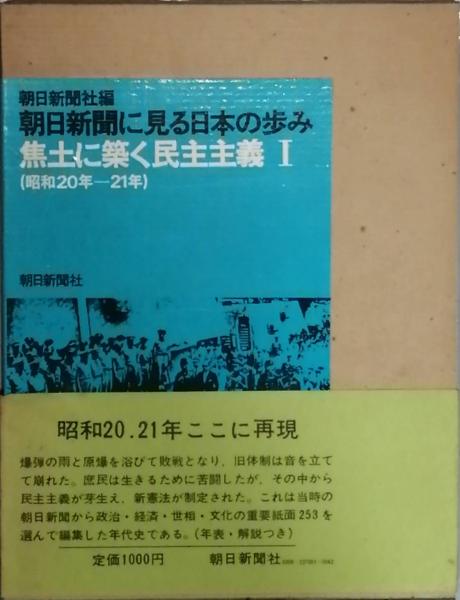 朝日新聞社編
朝日新聞に見る日本の歩み
焦土に築く民主主義 I
(昭和20年—21年)
朝日新聞社
昭和20.21年ここに再現
爆弾の雨と原爆を浴びて敗戦となり、旧体制は音を立て
て崩れた。庶民は生きるために苦闘したが、その中から
民主主義が芽生え、新憲法が制定された。これは当時の
朝日新聞から政治・経済・世相・文化の重要紙面253を
選んで編集した年代史である。(年表・解説つき)
定価1000円 朝日新聞社